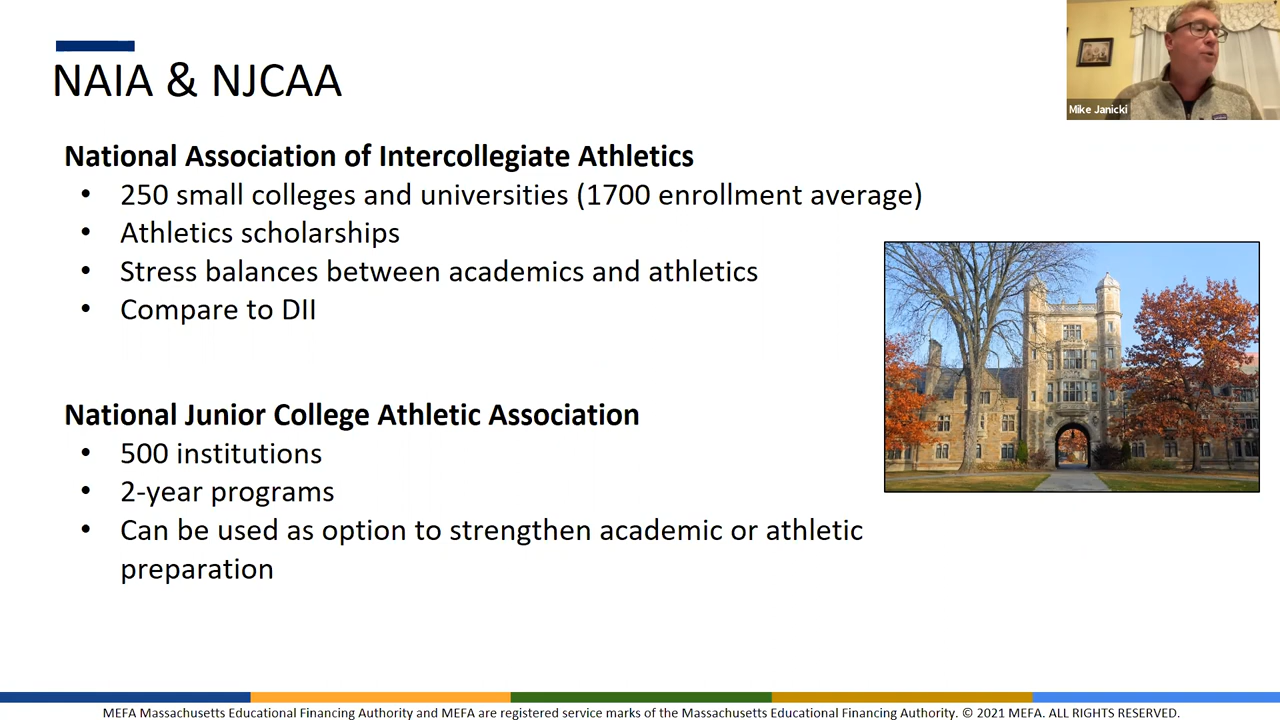 NAIA & NJCAA
Mike Janicki
National Association of Intercollegiate Athletics
• 250 small colleges and universities (1700 enrollment average)
• Athletics scholarships
• Stress balances between academics and athletics
• Compare to DII
National Junior College Athletic Association
• 500 institutions
• 2-year programs
• Can be used as option to strengthen academic or athletic
preparation
MEFA Massachusetts Educational Financing Authority and MEFA are registered service marks of the Massachusetts Educational Financing Authority. © 2021 MEFA. ALL RIGHTS RESERVED.